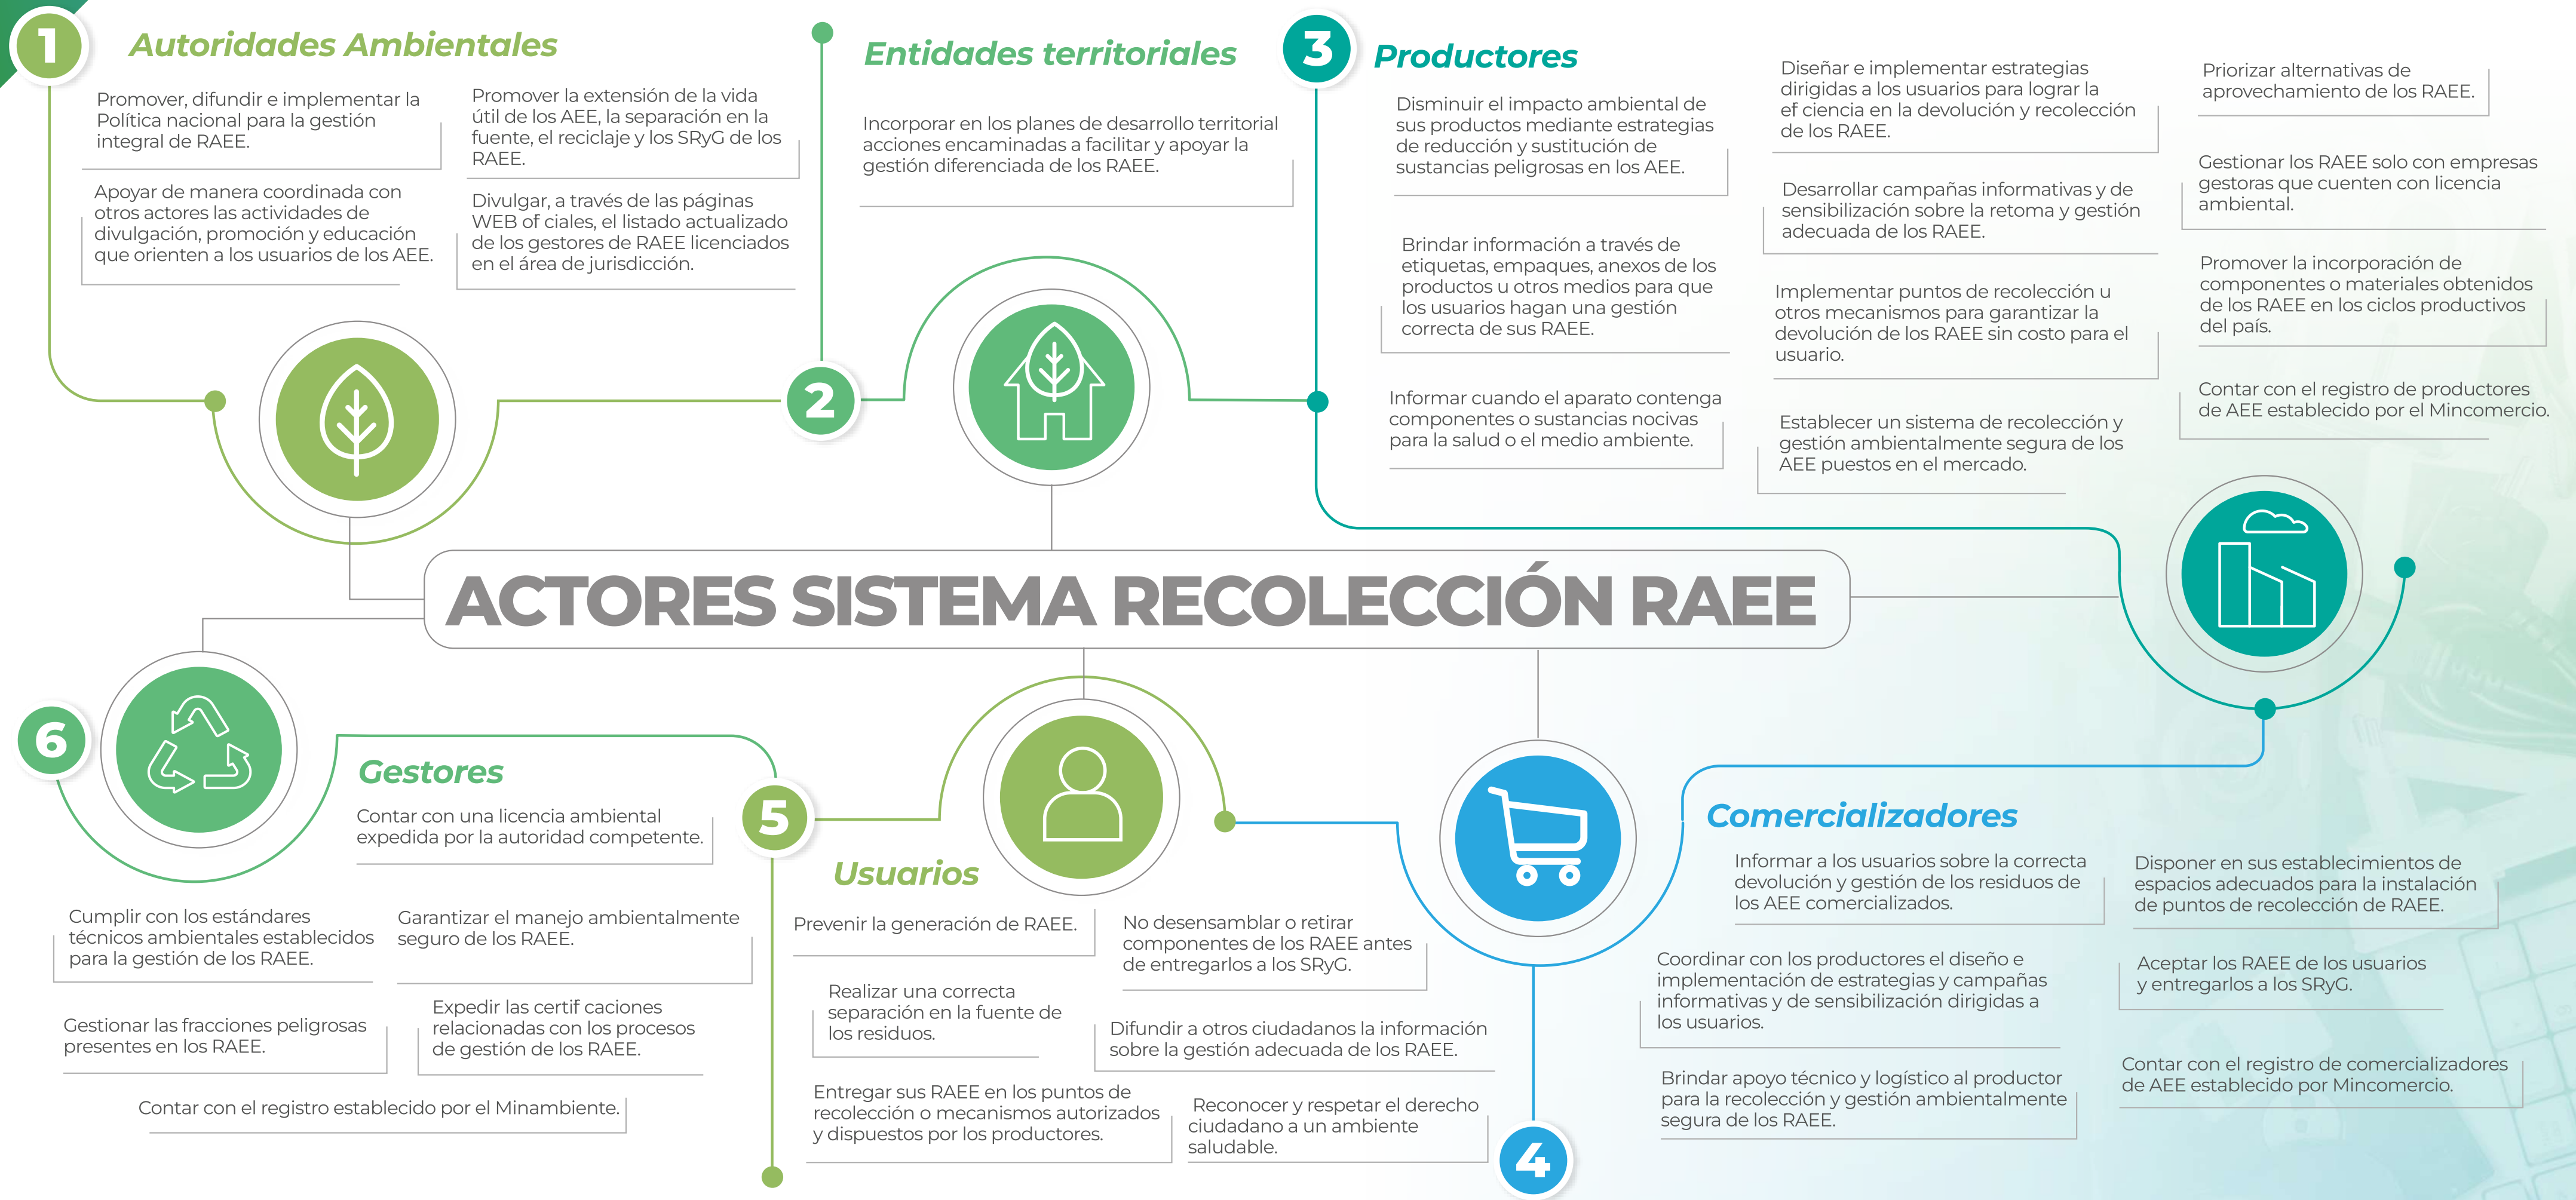 1
Autoridades Ambientales
Promover, difundir e implementar la
Política nacional para la gestión
integral de RAEE.
Apoyar de manera coordinada con
otros actores las actividades de
divulgación, promoción y educación
que orienten a los usuarios de los AEE.
Promover la extensión de la vida
útil de los AEE, la separación en la
fuente, el reciclaje y los SRyG de los
RAEE.
Divulgar, a través de las páginas
WEB of ciales, el listado actualizado
de los gestores de RAEE licenciados
en el área de jurisdicción.
2
Entidades territoriales
Incorporar en los planes de desarrollo territorial
acciones encaminadas a facilitar y apoyar la
gestión diferenciada de los RAEE.
3
Productores
Disminuir el impacto ambiental de
sus productos mediante estrategias
de reducción y sustitución de
sustancias peligrosas en los AEE.
Brindar información a través de
etiquetas, empaques, anexos de los
productos u otros medios para que
los usuarios hagan una gestión
correcta de sus RAEE.
Informar cuando el aparato contenga
componentes o sustancias nocivas
para la salud o el medio ambiente.
Diseñar e implementar estrategias
dirigidas a los usuarios para lograr la
ef ciencia en la devolución y recolección
de los RAEE.
Desarrollar campañas informativas y de
sensibilización sobre la retoma y gestión
adecuada de los RAEE.
Implementar puntos de recolección u
otros mecanismos para garantizar la
devolución de los RAEE sin costo para el
usuario.
Establecer un sistema de recolección y
gestión ambientalmente segura de los
AEE puestos en el mercado.
Priorizar alternativas de
aprovechamiento de los RAEE.
Gestionar los RAEE solo con empresas
gestoras que cuenten con licencia
ambiental.
Promover la incorporación de
componentes o materiales obtenidos
de los RAEE en los ciclos productivos
del país.
Contar con el registro de productores
de AEE establecido por el Mincomercio.
ACTORES SISTEMA RECOLECCIÓN RAEE
6
Gestores
Contar con una licencia ambiental
expedida por la autoridad competente.
Cumplir con los estándares
técnicos ambientales establecidos
para la gestión de los RAEE.
Garantizar el manejo ambientalmente
seguro de los RAEE.
Gestionar las fracciones peligrosas
presentes en los RAEE.
Expedir las certif caciones
relacionadas con los procesos
de gestión de los RAEE.
Contar con el registro establecido por el Minambiente.
5
Usuarios
Prevenir la generación de RAEE.
Realizar una correcta
separación en la fuente de
los residuos.
Entregar sus RAEE en los puntos de
recolección o mecanismos autorizados
y dispuestos por los productores.
No desensamblar o retirar
componentes de los RAEE antes
de entregarlos a los SRyG.
Difundir a otros ciudadanos la información
sobre la gestión adecuada de los RAEE.
Reconocer y respetar el derecho
ciudadano a un ambiente
saludable.
4
Comercializadores
Informar a los usuarios sobre la correcta
devolución y gestión de los residuos de
los AEE comercializados.
Coordinar con los productores el diseño e
implementación de estrategias y campañas
informativas y de sensibilización dirigidas a
los usuarios.
Brindar apoyo técnico y logístico al productor
para la recolección y gestión ambientalmente
segura de los RAEE.
Disponer en sus establecimientos de
espacios adecuados para la instalación
de puntos de recolección de RAEE.
Aceptar los RAEE de los usuarios
y entregarlos a los SRyG.
Contar con el registro de comercializadores
de AEE establecido por Mincomercio.